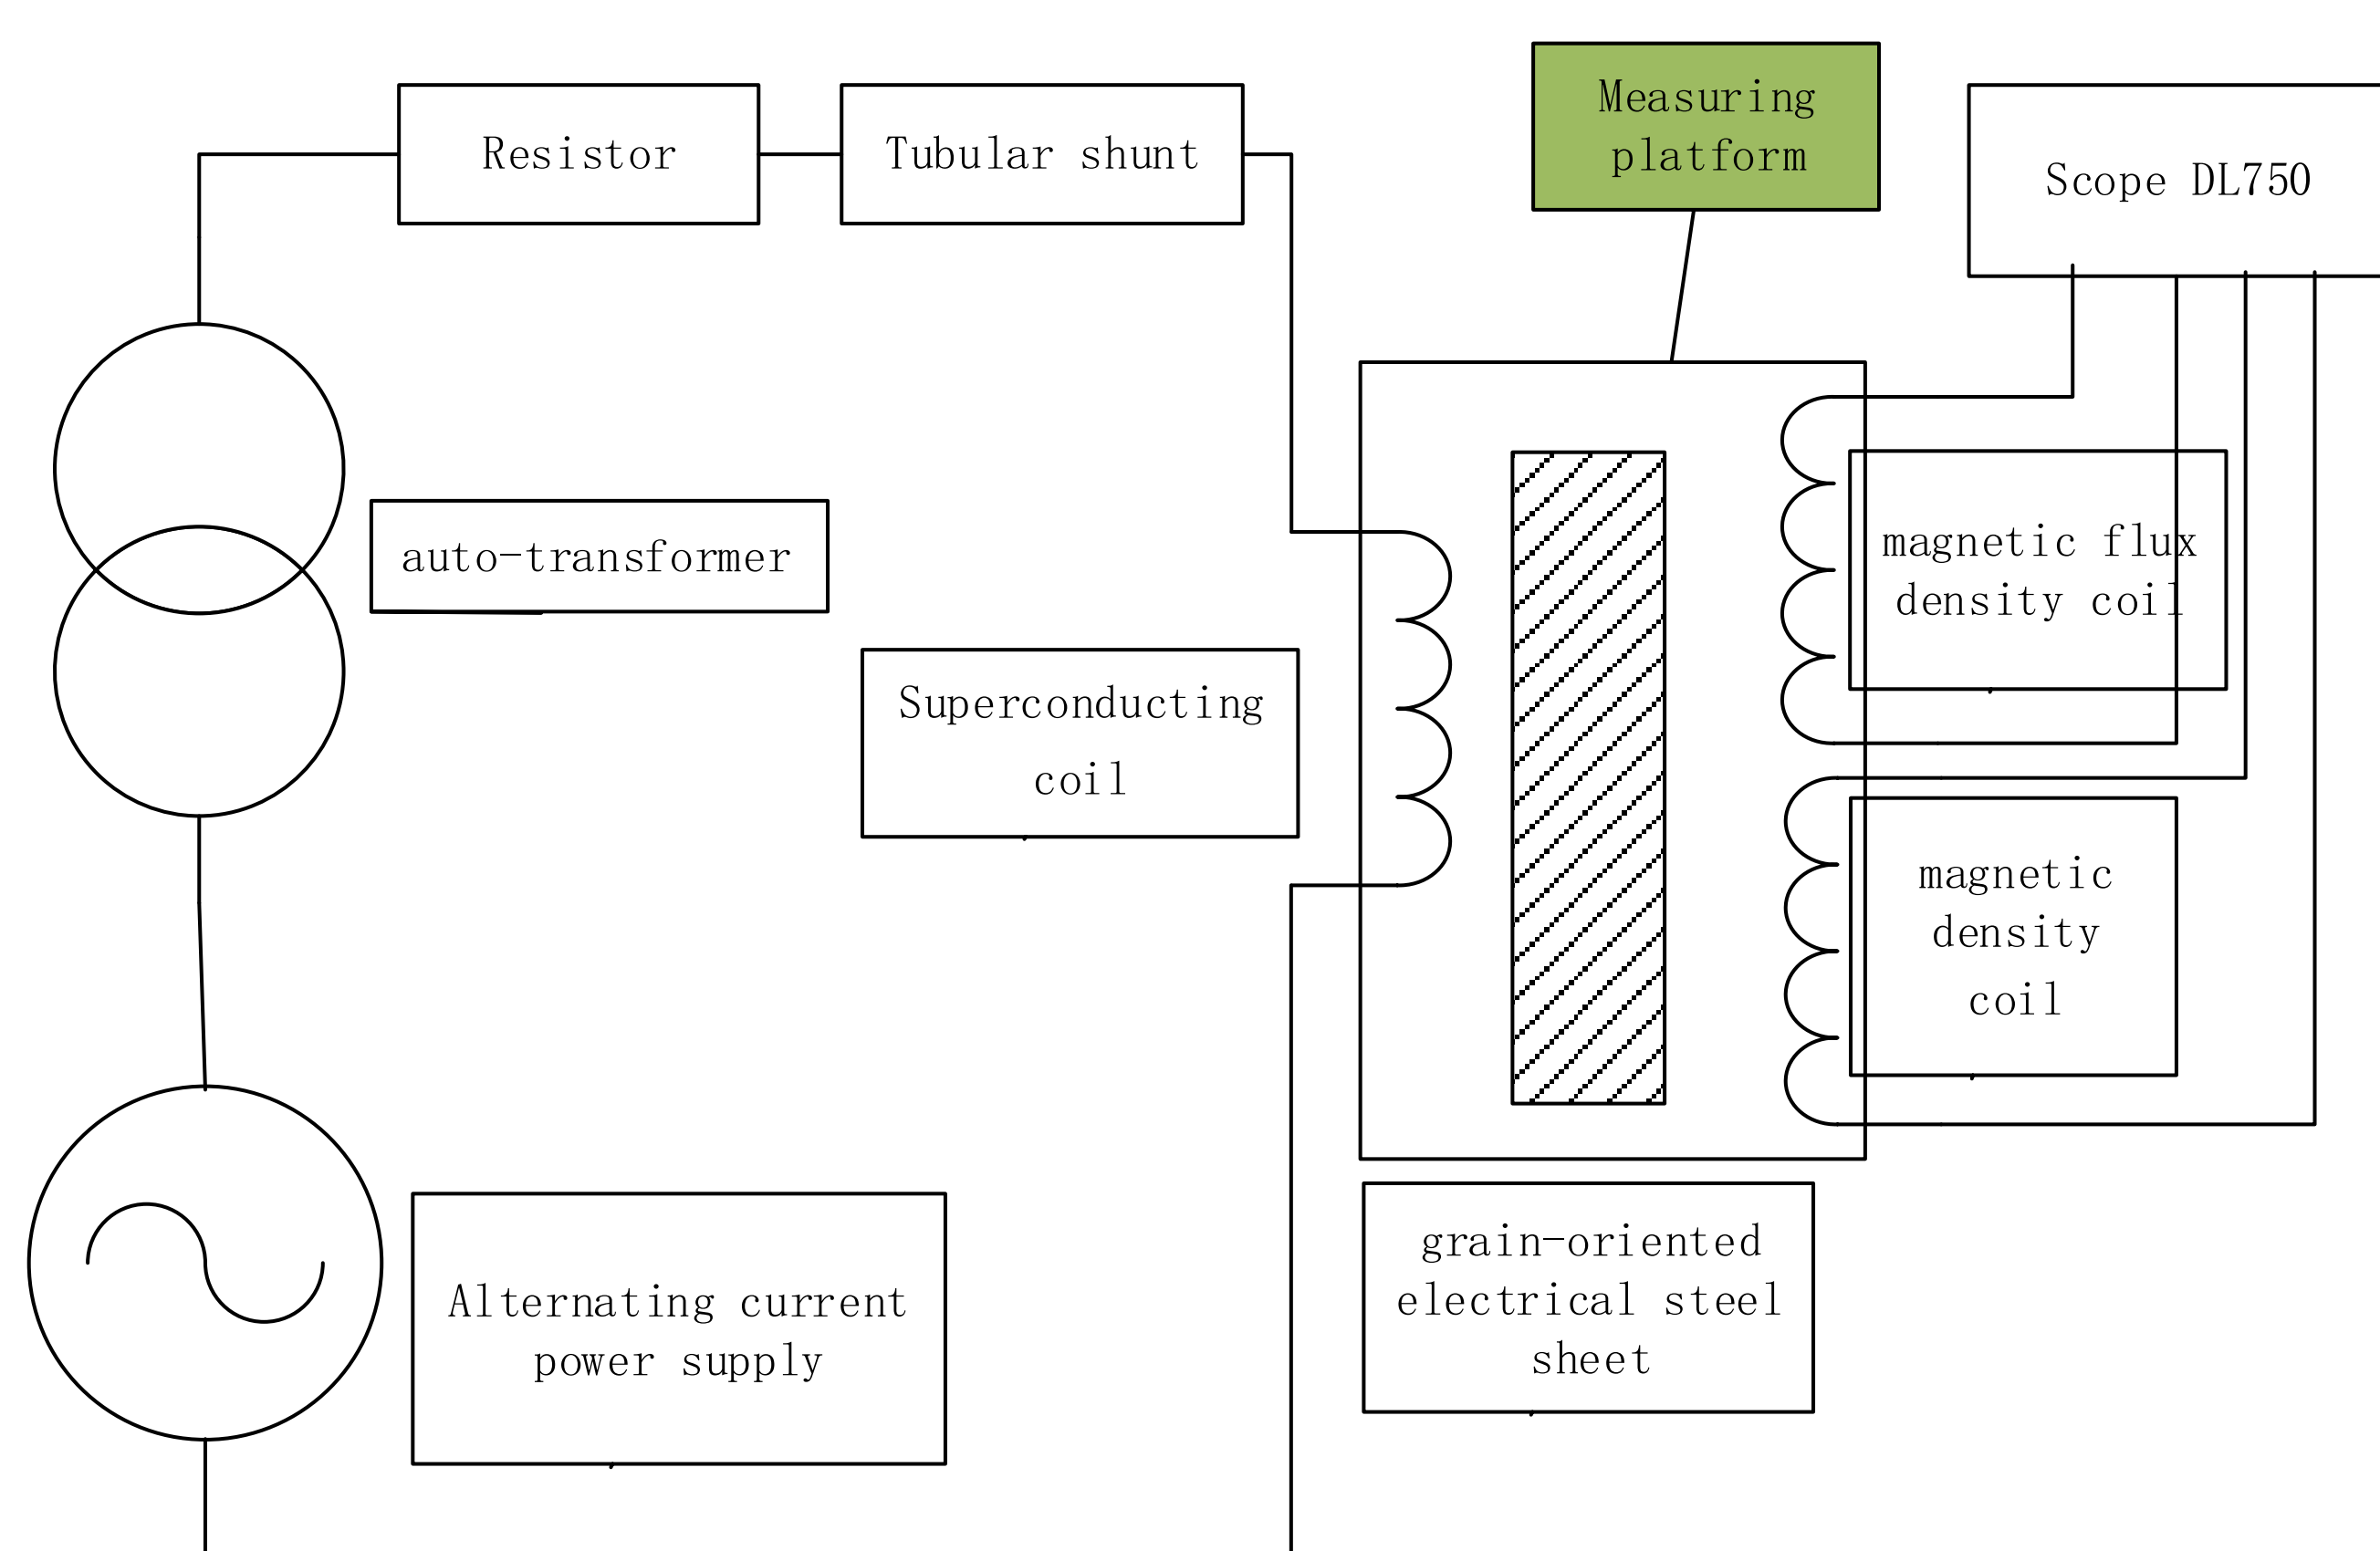 Measuring
platform
Resistor
Tubular shunt
Scope DL750
auto-transformer
magnetic flux
density coil
Superconducting
coil
magnetic
density
coil
grain-oriented
electrical steel
sheet
Alternating current
power supply